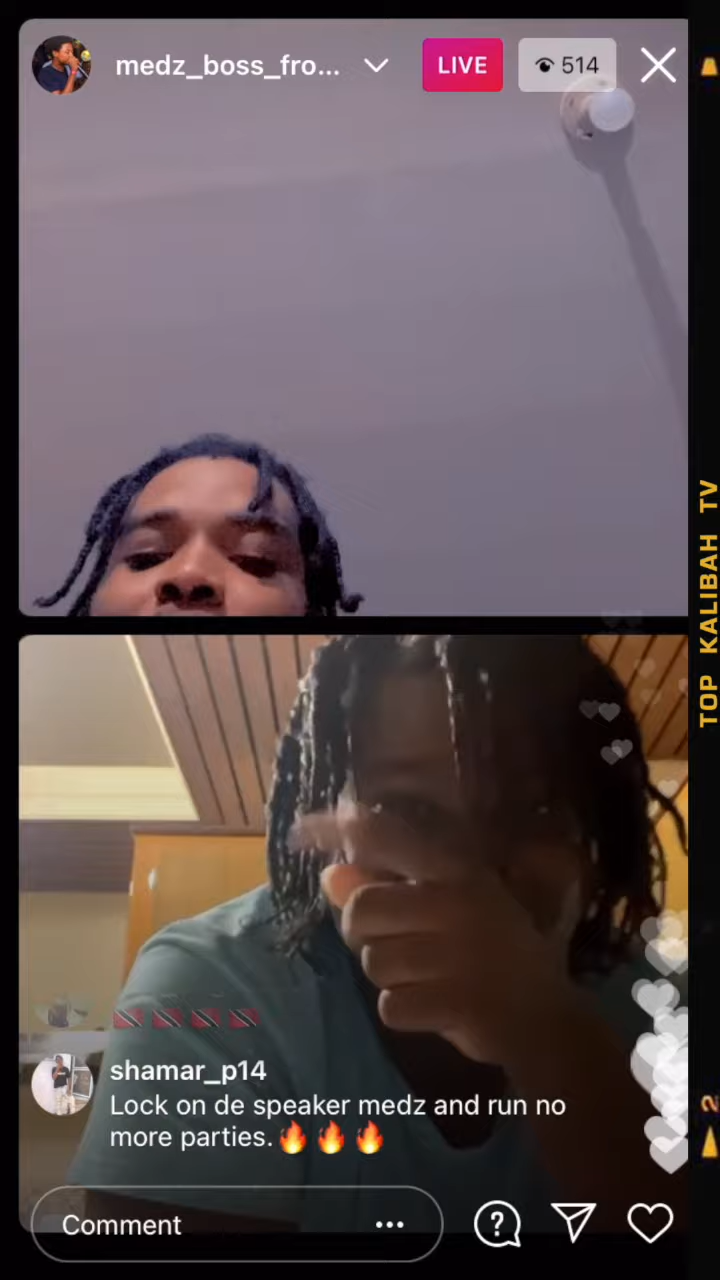 medz_boss_fro...
LIVE
514
TOP KALIBAH TV
shamar_p14
Lock on de speaker medz and run no
more parties.🔥🔥🔥
Comment